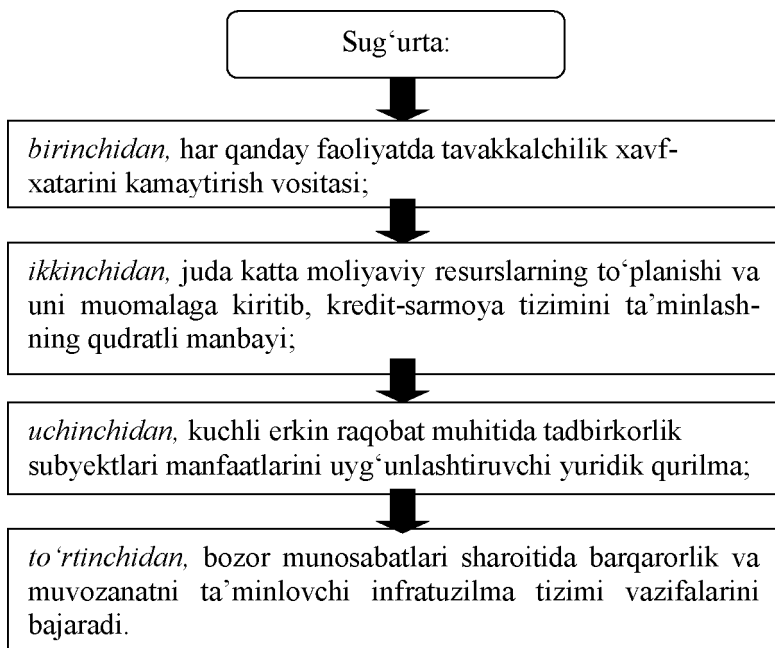 Sug‘urta:
birinchidan, har qanday faoliyatda tavakkalchilik xavf-
xatarini kamaytirish vositasi;
ikkinchidan, juda katta moliyaviy resurslarning to‘planishi va
uni muomalaga kiritib, kredit-sarmoya tizimini ta’minlash-
ning qudratli manbayi;
uchinchidan, kuchli erkin raqobat muhitida tadbirkorlik
subyektlari manfaatlarini uyg‘unlashtiruvchi yuridik qurilma;
to‘rtinchidan, bozor munosabatlari sharoitida barqarorlik va
muvozanatni ta’minlovchi infratuzilma tizimi vazifalarini
bajaradi.